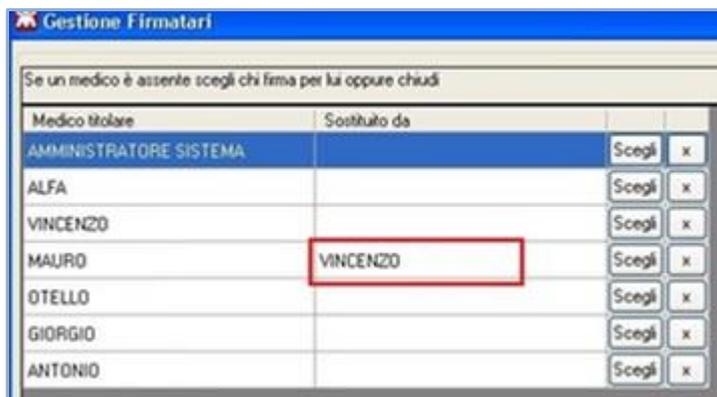 Gestione Firmatari
Se un medico è assente scegli chi firma per lui oppure chiudi
Medico titolare Sostituito da
AMMINISTRATORE SISTEMA Scegli x
ALFA Scegli x
VINCENZO Scegli x
MAURO VINCENZO Scegli x
OTELLO Scegli x
GIORGIO Scegli x
ANTONIO Scegli x